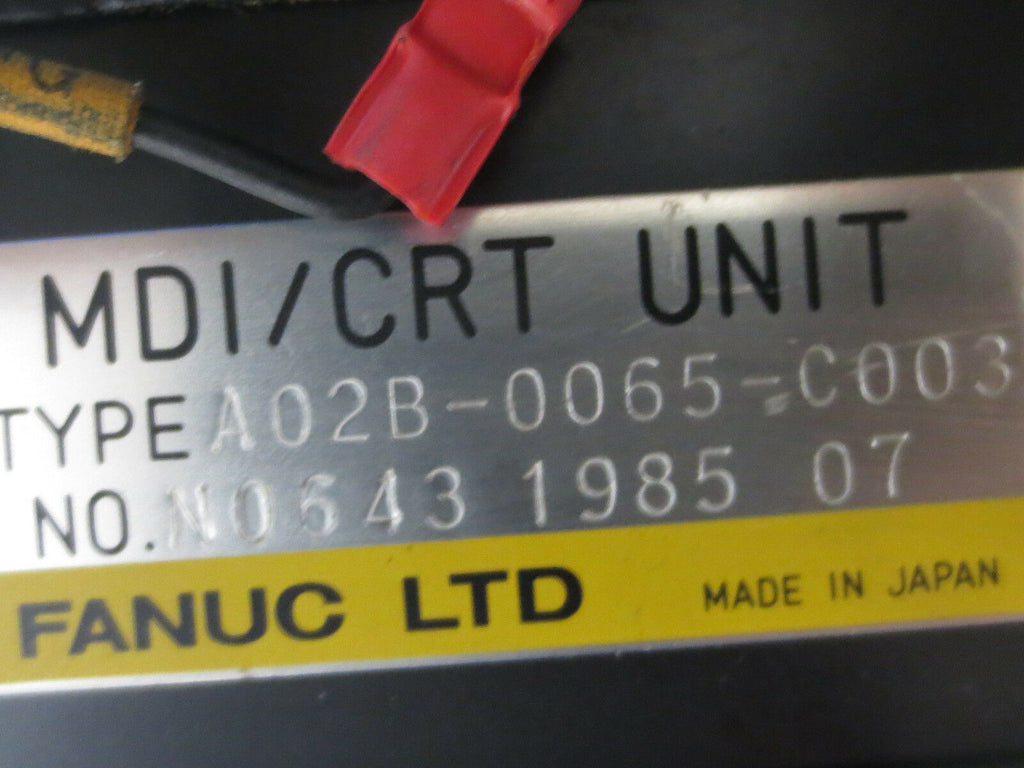 MDI/CRT UNIT
TYPE A02B-0065-C003
NO. N0643 1985 07
FANUC LTD MADE IN JAPAN